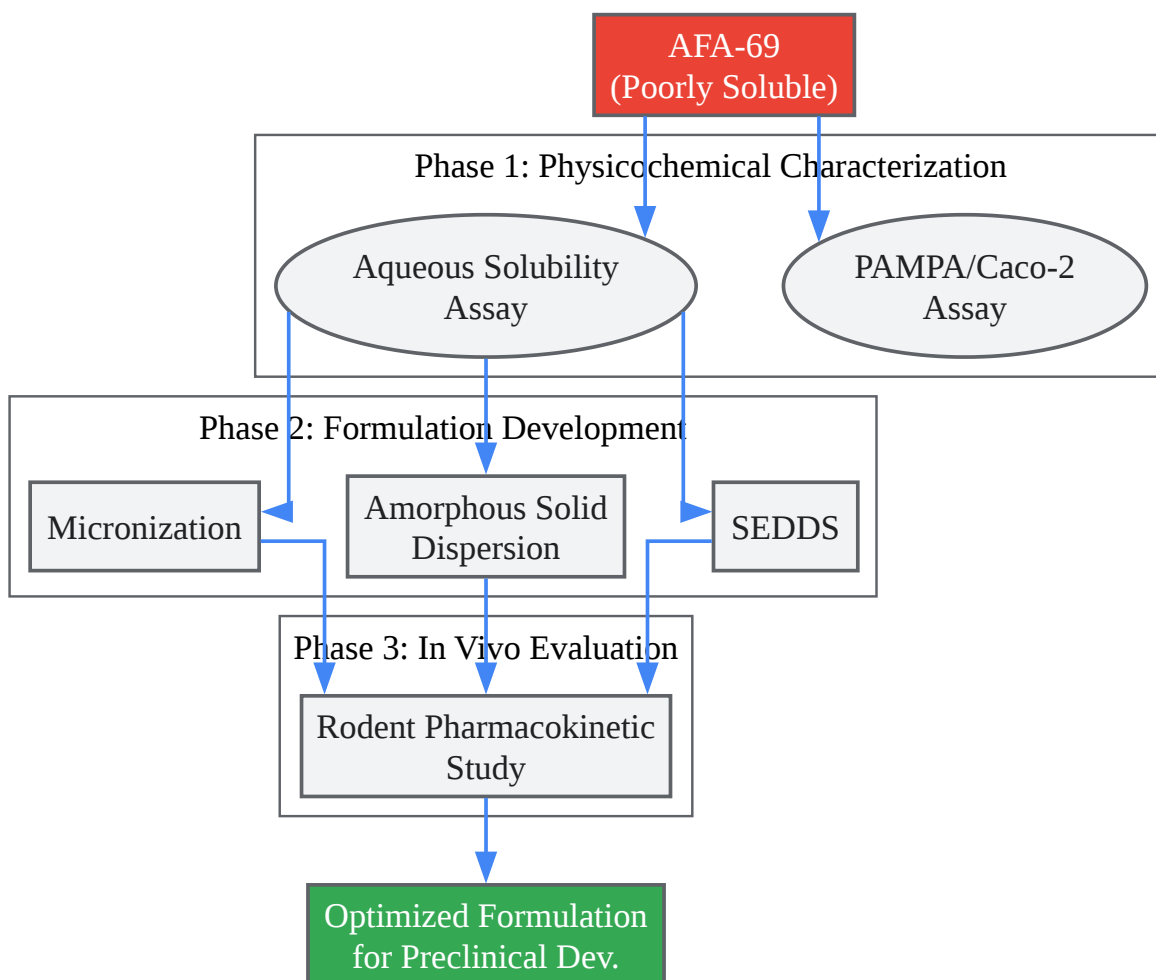 AFA-69
(Poorly Soluble)
Phase 1: Physicochemical Characterization
Aqueous Solubility
Assay
PAMPA/Caco-2
Assay
Phase 2: Formulation Development
Micronization
Amorphous Solid
Dispersion
SEDDS
Phase 3: In Vivo Evaluation
Rodent Pharmacokinetic
Study
Optimized Formulation
for Preclinical Dev.